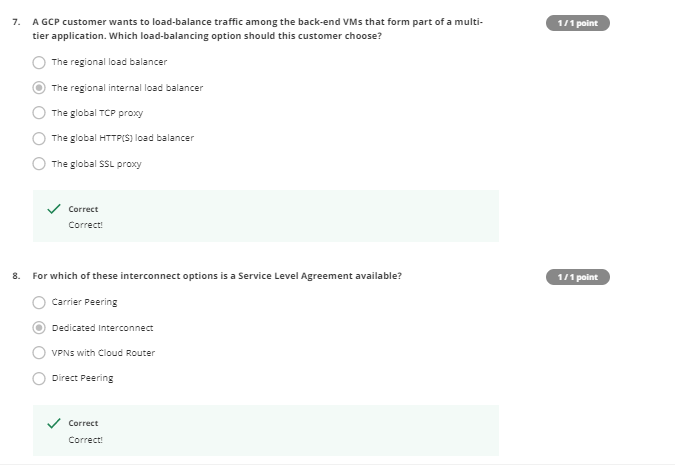 7. A GCP customer wants to load-balance traffic among the back-end VMs that form part of a multi-
tier application. Which load-balancing option should this customer choose?
1 / 1 point
The regional load balancer
The regional internal load balancer
The global TCP proxy
The global HTTP(S) load balancer
The global SSL proxy
Correct
Correct!
8. For which of these interconnect options is a Service Level Agreement available?
1 / 1 point
Carrier Peering
Dedicated Interconnect
VPNs with Cloud Router
Direct Peering
Correct
Correct!